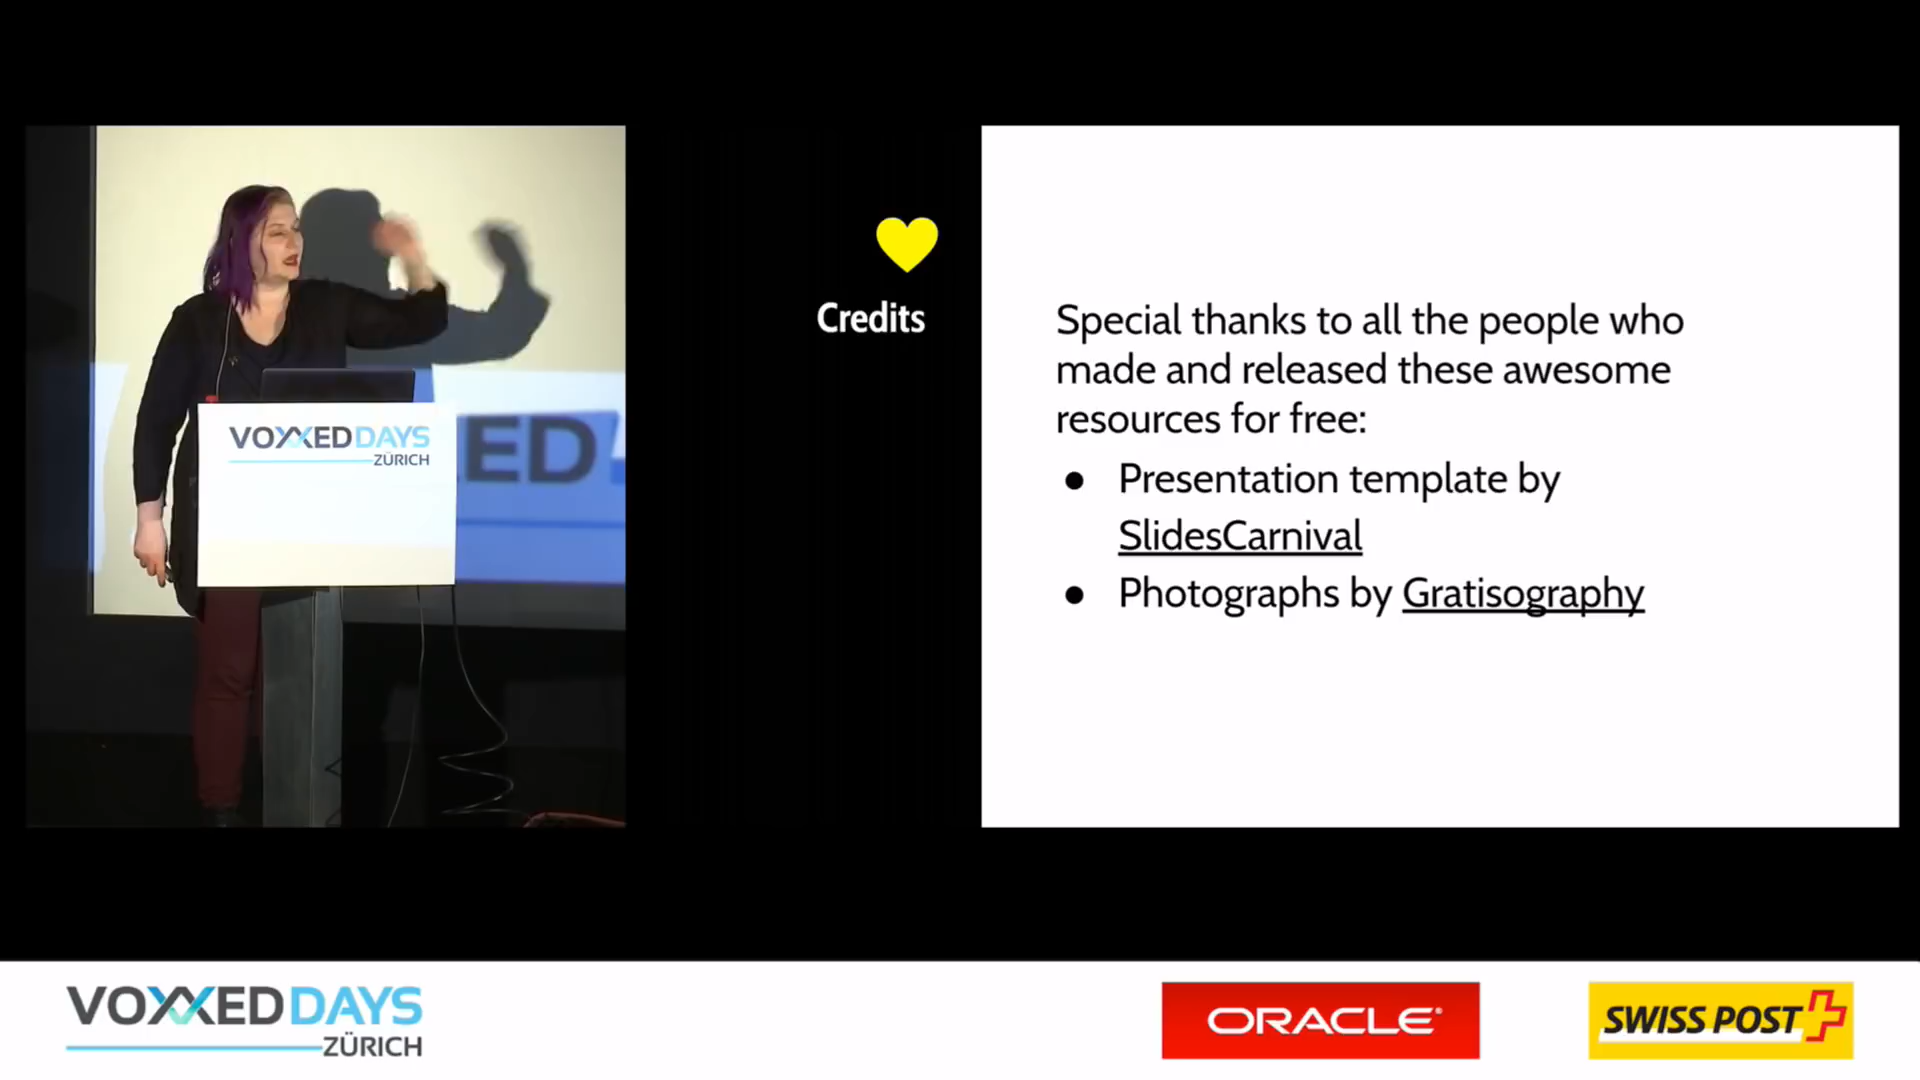 Credits
Special thanks to all the people who
made and released these awesome
resources for free:
● Presentation template by
SlidesCarnival
● Photographs by Gratisography
VOXXED DAYS
ZÜRICH
ED
VOXXED DAYS
ZÜRICH
ORACLE®
SWISS POST